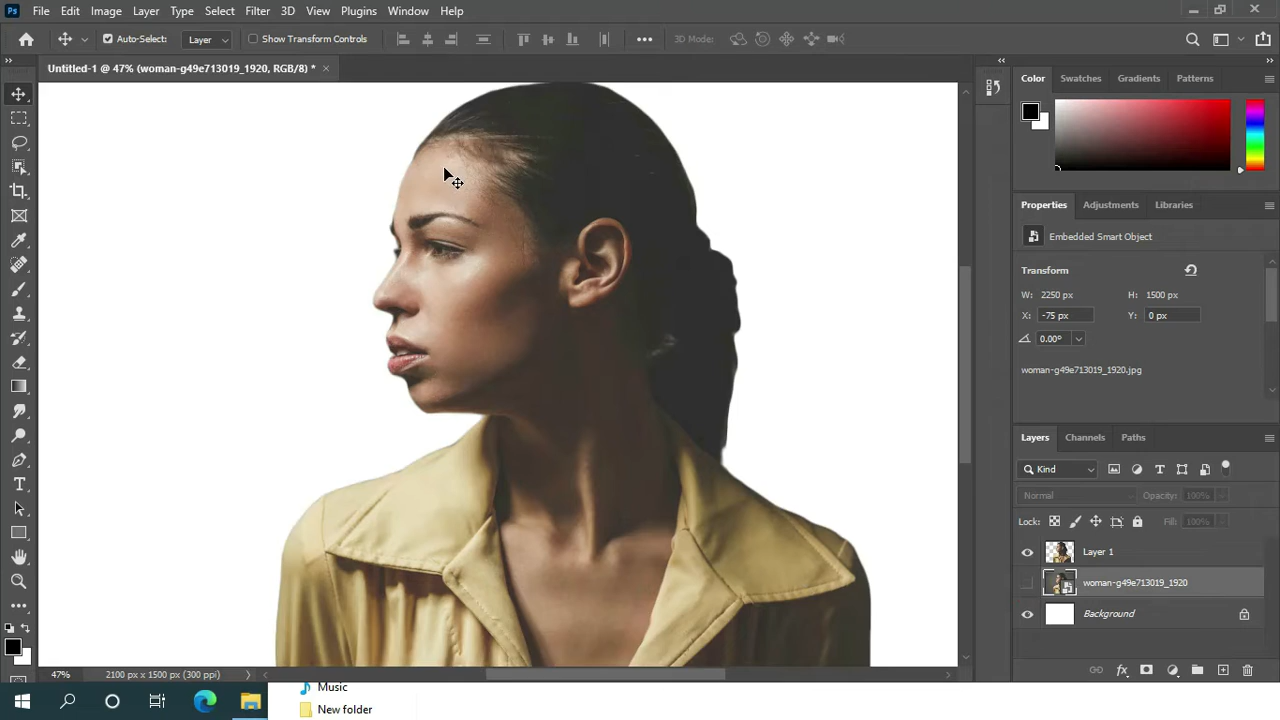 Ps File Edit Image Layer Type Select Filter 3D View Plugins Window Help
Auto-Select: Layer Show Transform Controls 3D Mode:
Untitled-1 @ 47% (woman-g49e713019_1920, RGB/8) *
Color Swatches Gradients Patterns
Properties Adjustments Libraries
Embedded Smart Object
Transform
W: 2250 px H: 1500 px
X: -75 px Y: 0 px
0.00°
woman-g49e713019_1920.jpg
Layers Channels Paths
Kind
Normal Opacity: 100%
Lock: Fill: 100%
Layer 1
woman-g49e713019_1920
Background
47% 2100 px x 1500 px (300 ppi)
Music
New folder